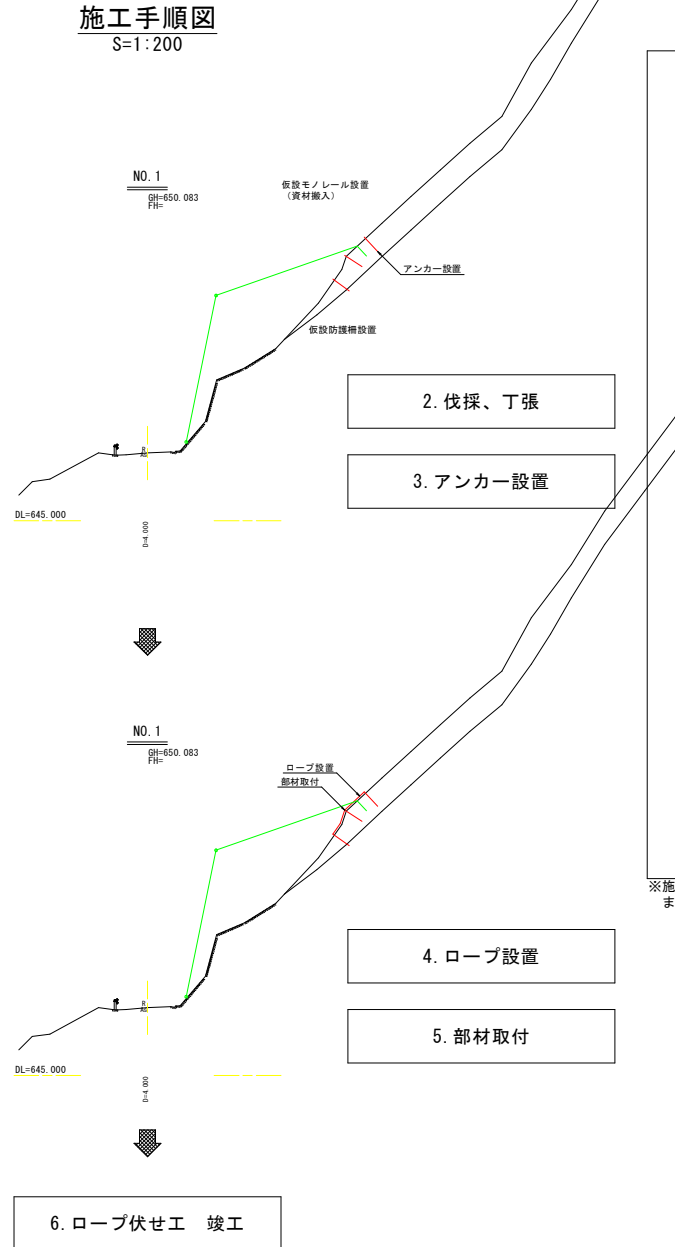 施工手順図
S=1:200
NO.1
GH=650.083
FH=
仮設モノレール設置
(資材搬入)
アンカー設置
仮設防護柵設置
2.伐採、丁張
3.アンカー設置
DL=645.000
D=4.000
NO.1
GH=650.083
FH=
ロープ設置
部材取付
※施
ま
4.ロープ設置
5.部材取付
DL=645.000
D=4.000
6.ロープ伏せ工 竣工